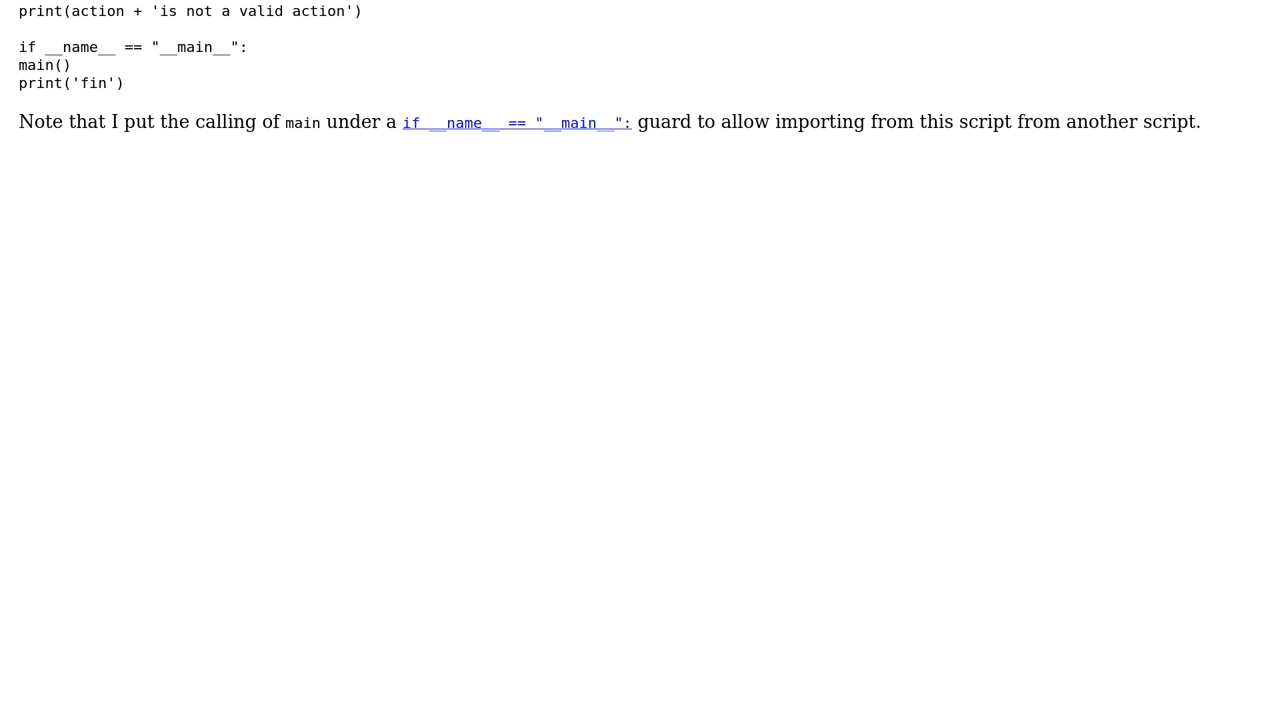 print(action + 'is not a valid action')
if __name__ == "__main__":
main()
print('fin')
Note that I put the calling of main under a if __name__ == "__main__": guard to allow importing from this script from another script.